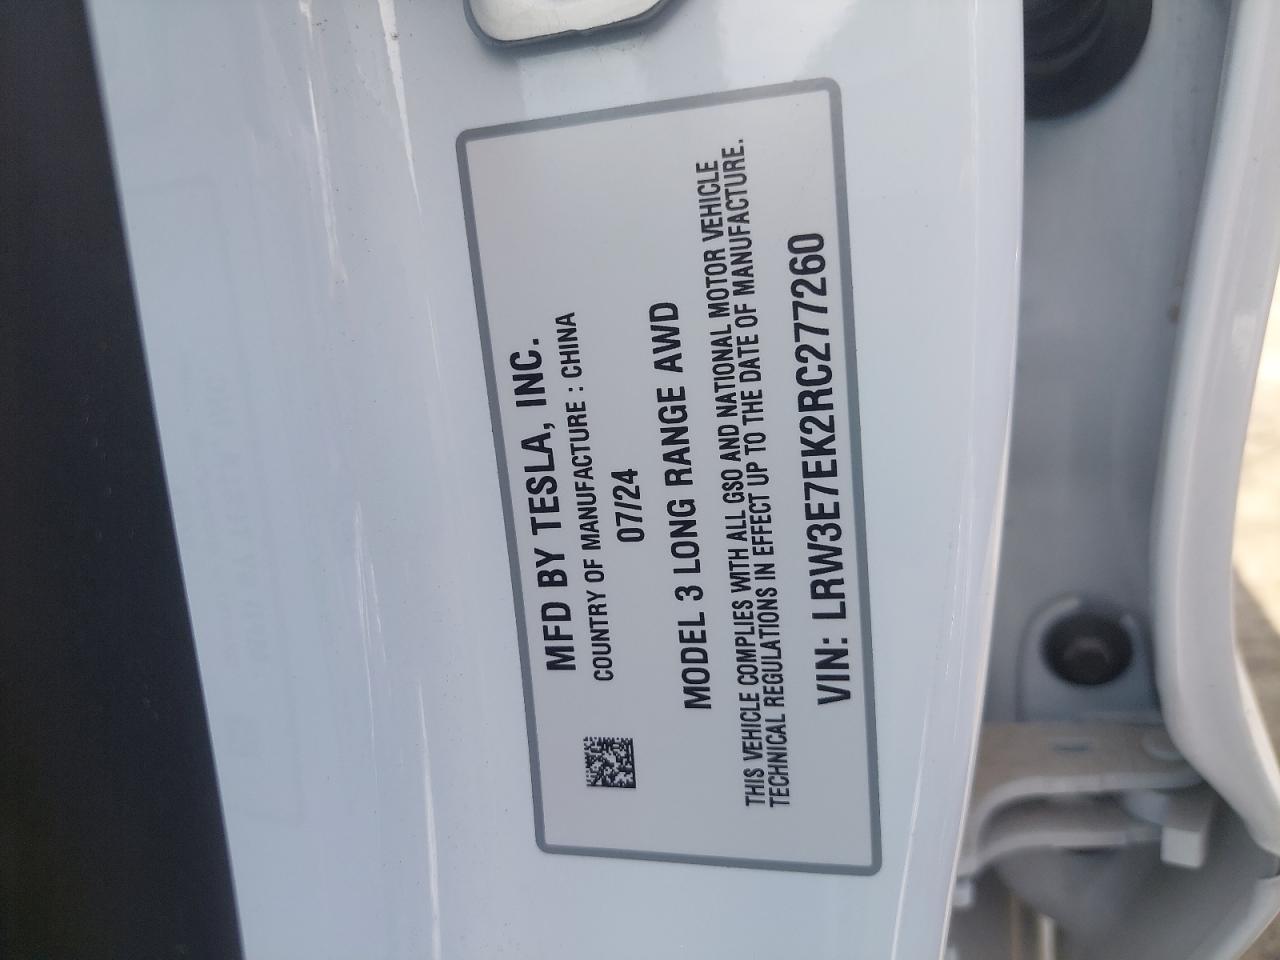 MFD BY TESLA, INC.
COUNTRY OF MANUFACTURE : CHINA
07/24
MODEL 3 LONG RANGE AWD
THIS VEHICLE COMPLIES WITH ALL GSO AND NATIONAL MOTOR VEHICLE
TECHNICAL REGULATIONS IN EFFECT UP TO THE DATE OF MANUFACTURE.
VIN: LRW3E7EK2RC277260